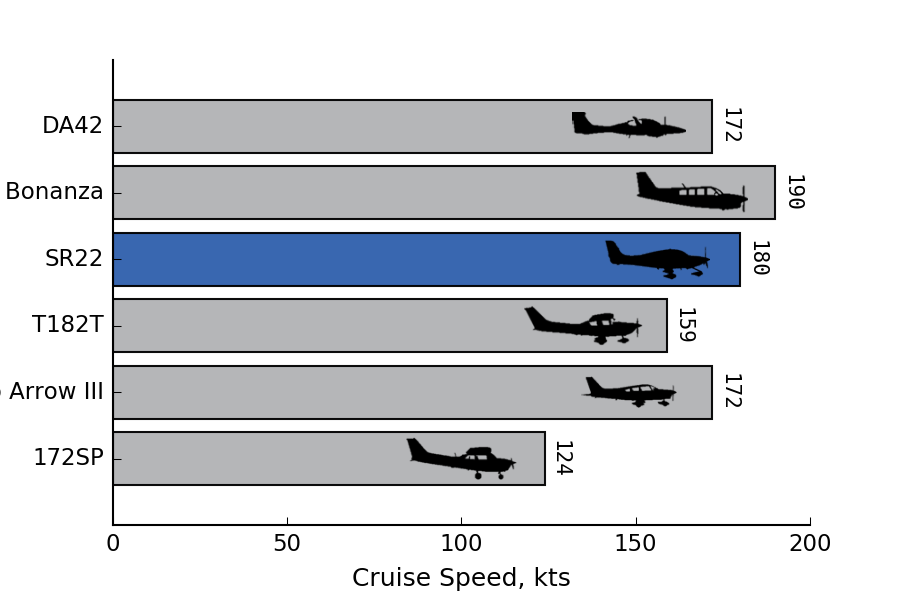 DA42 172
Bonanza 190
SR22 180
T182T 159
Arrow III 172
172SP 124
0 50 100 150 200
Cruise Speed, kts